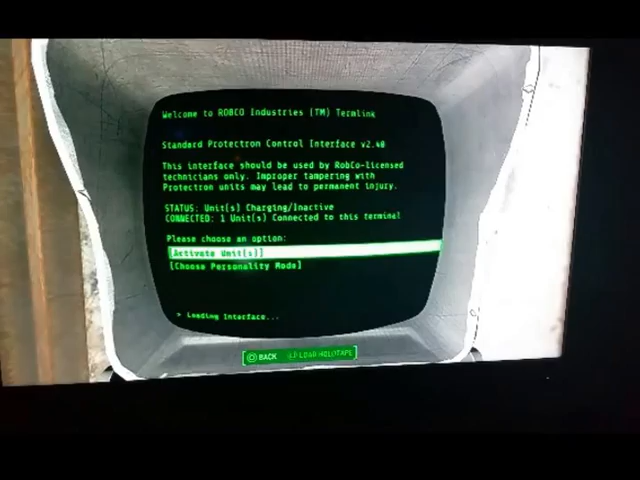 Welcome to ROBCO Industries (TM) Termlink
Standard Protectron Control Interface v2.40
This interface should be used by RobCo-licensed
technicians only. Improper tampering with
Protectron units may lead to permanent injury.
STATUS: Unit(s) Charging/Inactive
CONNECTED: 1 Unit(s) Connected to this terminal
Please choose an option:
[Activate Unit(s)]
[Choose Personality Mode]
> Loading Interface...
BACK LOAD HOLOTAPE